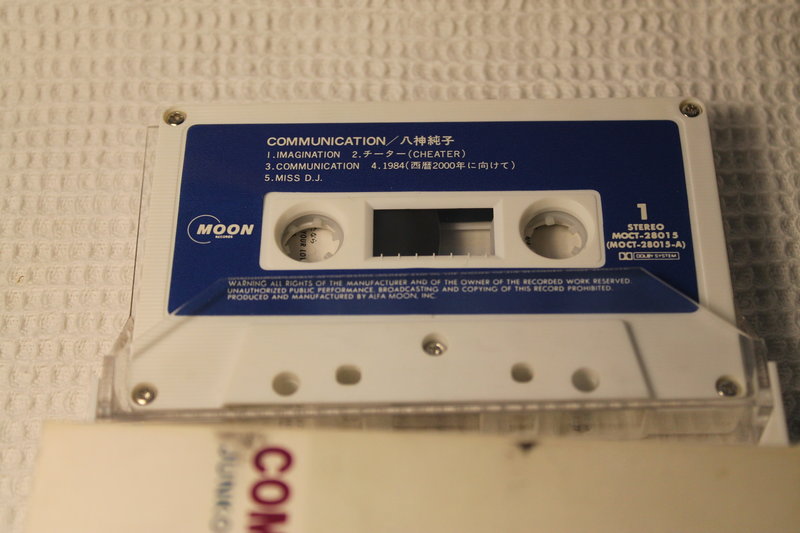 COMMUNICATION/八神純子
1.IMAGINATION 2.チーター(CHEATER)
3.COMMUNICATION 4.1984(西暦2000年に向けて)
5.MISS D.J.
MOON
RECORDS
1
STEREO
MOCT-28015
(MOCT-28015-A)
DOLBY SYSTEM
WARNING: ALL RIGHTS OF THE MANUFACTURER AND OF THE OWNER OF THE RECORDED WORK RESERVED.
UNAUTHORIZED PUBLIC PERFORMANCE, BROADCASTING AND COPYING OF THIS RECORD PROHIBITED.
PRODUCED AND MANUFACTURED BY ALFA MOON, INC.
COM
JUNKO